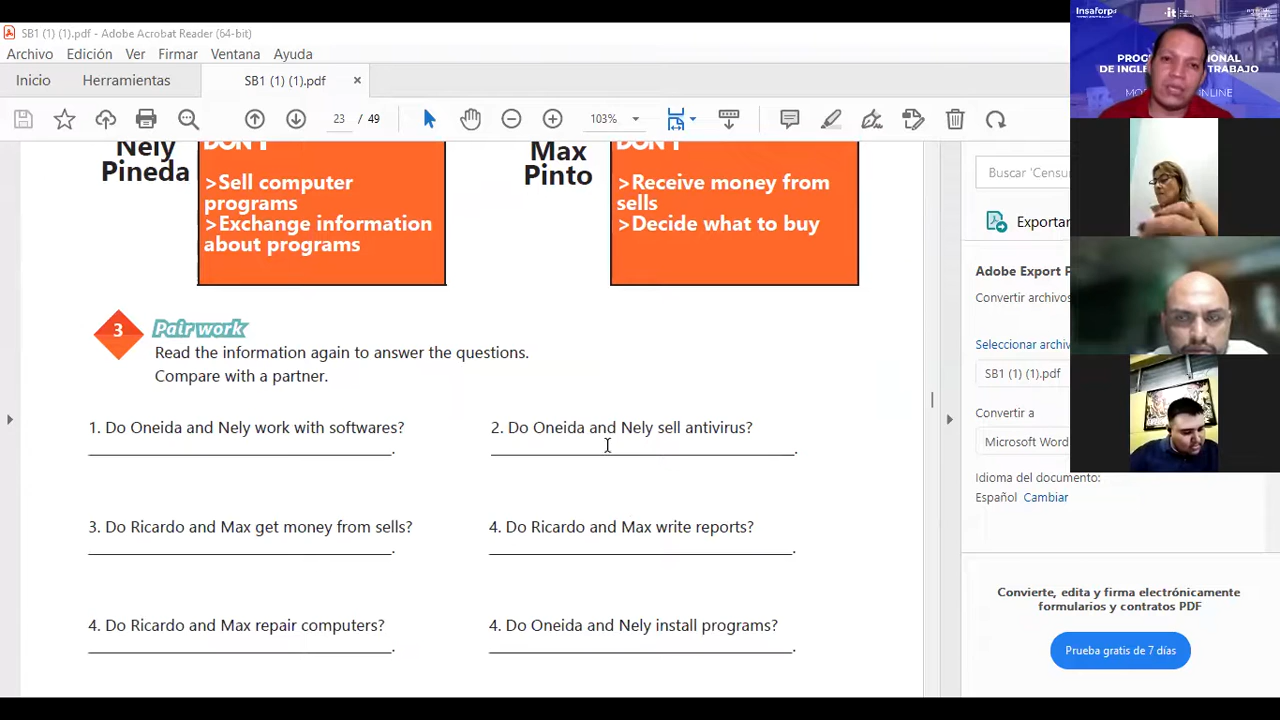 SB1 (1) (1).pdf - Adobe Acrobat Reader (64-bit)
Archivo Edición Ver Firmar Ventana Ayuda
Inicio Herramientas SB1 (1) (1).pdf ×
23 / 49 103%
Nely
Pineda
DON'T
>Sell computer
programs
>Exchange information
about programs
Max
Pinto
DON'T
>Receive money from
sells
>Decide what to buy
3 Pair work
Read the information again to answer the questions.
Compare with a partner.
1. Do Oneida and Nely work with softwares?
2. Do Oneida and Nely sell antivirus?
3. Do Ricardo and Max get money from sells?
4. Do Ricardo and Max write reports?
4. Do Ricardo and Max repair computers?
4. Do Oneida and Nely install programs?
Buscar 'Censu
Exportar
Adobe Export P
Convertir archivos
Seleccionar archiv
SB1 (1) (1).pdf
Convertir a
Microsoft Word
Idioma del documento:
Español Cambiar
Convierte, edita y firma electrónicamente
formularios y contratos PDF
Prueba gratis de 7 días
Insaforp